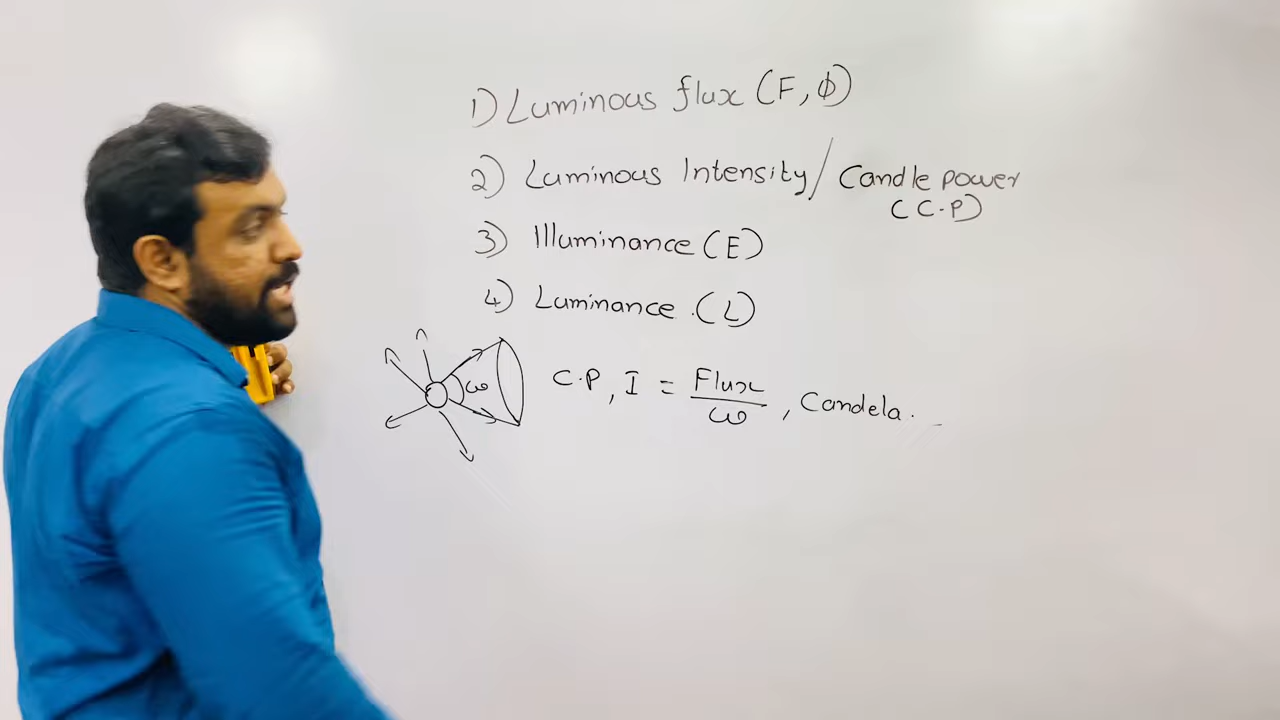 1) Luminous flux (F, Φ)
2) Luminous Intensity / Candle power
(C.P)
3) Illuminance (E)
4) Luminance (L)
ω
C.P, I = Flux / ω, Candela.